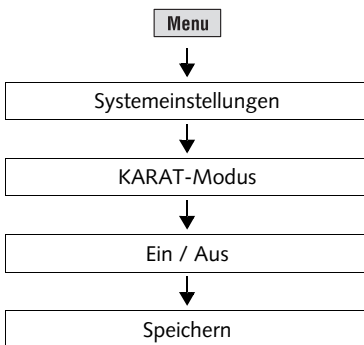 Menu
Systemeinstellungen
KARAT-Modus
Ein / Aus
Speichern